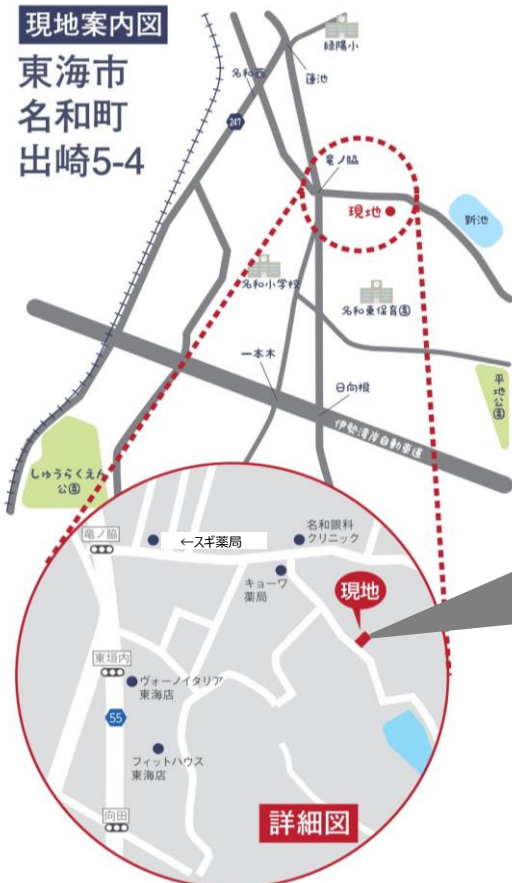 現地案内図
東海市
名和町
出崎5-4
緑陽小
名和西
蓮池
247
竜ノ脇
現地
新池
名和小学校
名和東保育園
一本木
日向根
平地公園
伊勢湾岸自動車道
しゅうらくえん
公園
竜ノ脇
←スギ薬局
名和眼科
クリニック
キョーワ
薬局
現地
東垣内
ヴォーノイタリア
東海店
55
フィットハウス
東海店
向田
詳細図